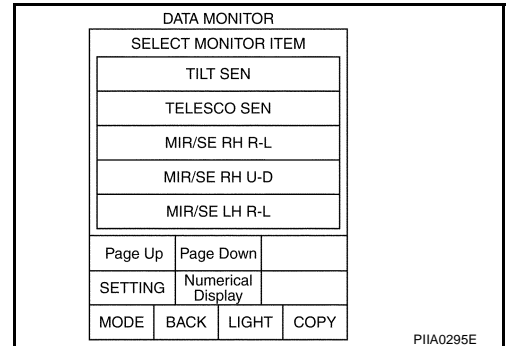 DATA MONITOR
SELECT MONITOR ITEM
TILT SEN
TELESCO SEN
MIR/SE RH R-L
MIR/SE RH U-D
MIR/SE LH R-L
Page Up Page Down
SETTING Numerical
Display
MODE BACK LIGHT COPY
PIIA0295E